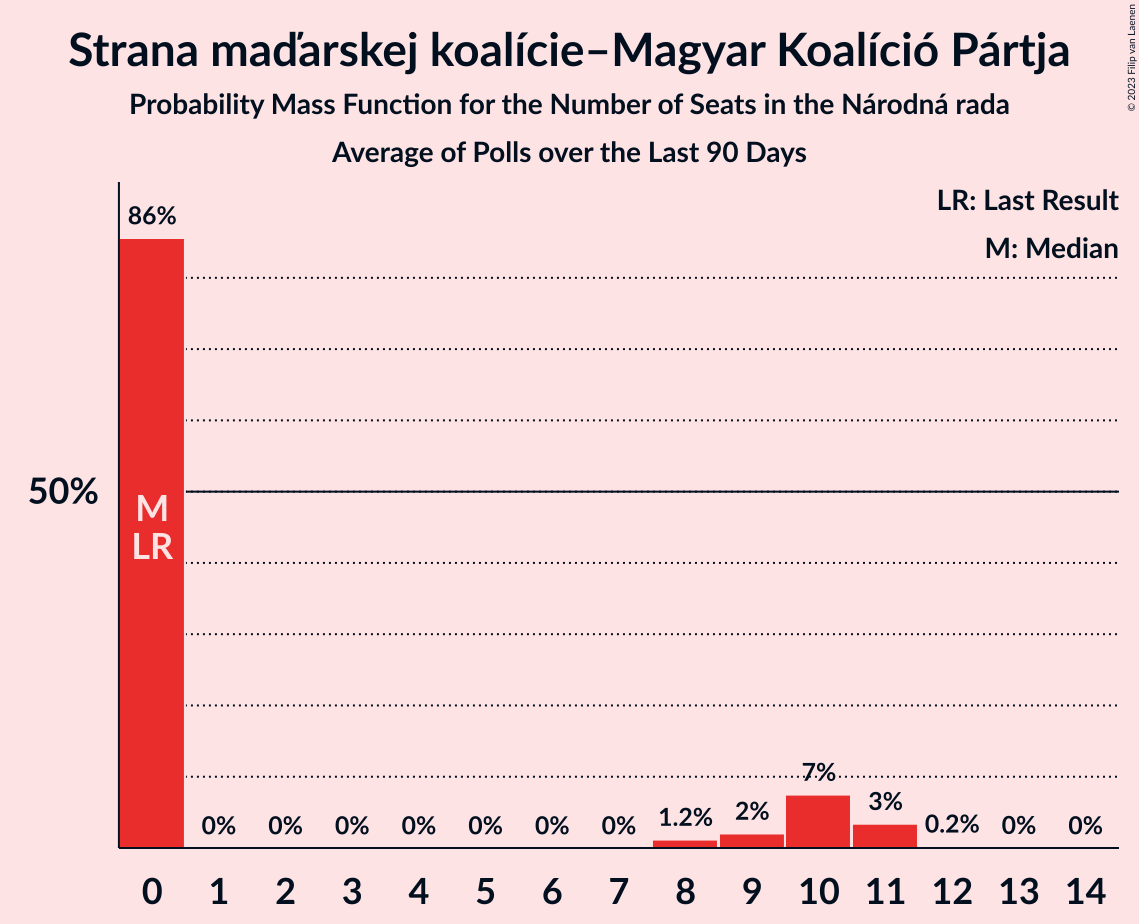 Strana maďarskej koalície–Magyar Koalíció Pártja
Probability Mass Function for the Number of Seats in the Národná rada
Average of Polls over the Last 90 Days
© 2023 Filip van Laenen
LR: Last Result
M: Median
86%
50%
M
LR
0% 0% 0% 0% 0% 0% 0% 1.2% 2% 7% 3% 0.2% 0% 0%
0 1 2 3 4 5 6 7 8 9 10 11 12 13 14